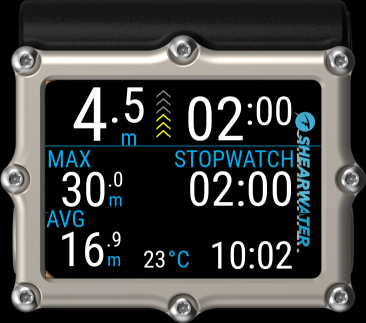 4.5 m 02:00
MAX STOPWATCH
30.0 m 02:00
AVG
16.9 m 23°C 10:02
SHEARWATER